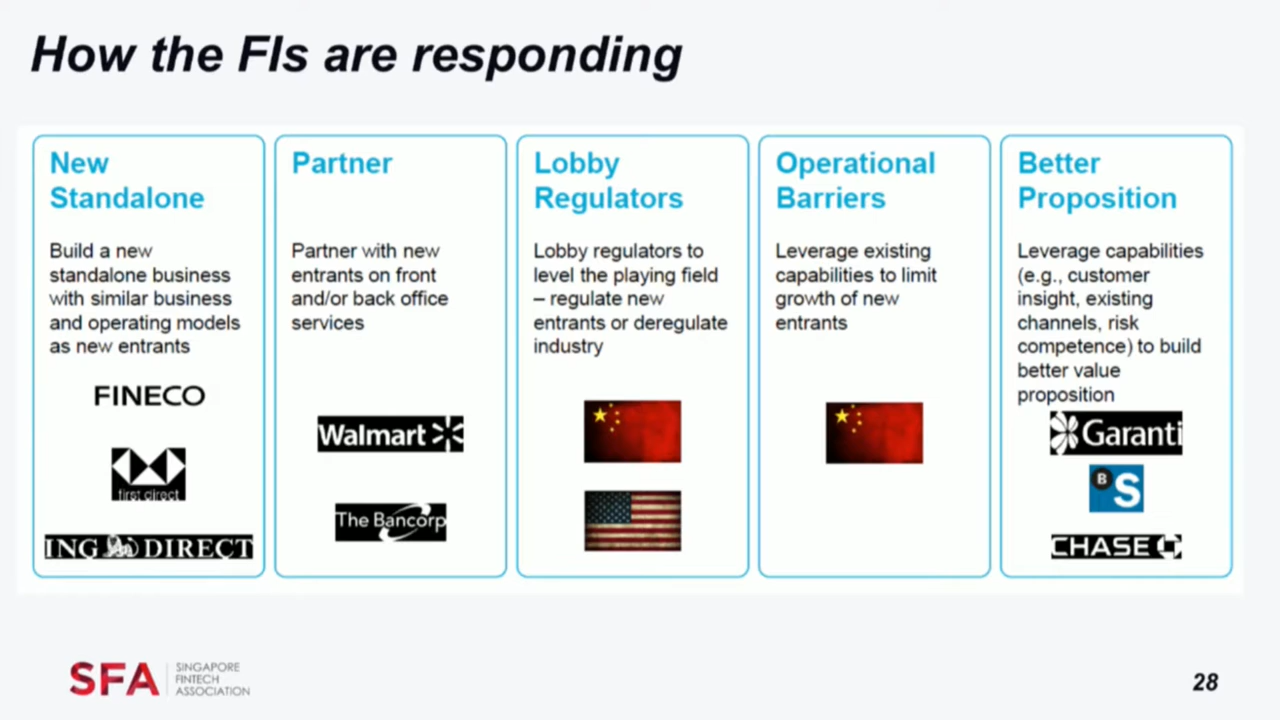 How the FIs are responding
New
Standalone
Build a new
standalone business
with similar business
and operating models
as new entrants
FINECO
first direct
ING DIRECT
Partner
Partner with new
entrants on front
and/or back office
services
Walmart
The Bancorp
Lobby
Regulators
Lobby regulators to
level the playing field
– regulate new
entrants or deregulate
industry
Operational
Barriers
Leverage existing
capabilities to limit
growth of new
entrants
Better
Proposition
Leverage capabilities
(e.g., customer
insight, existing
channels, risk
competence) to build
better value
proposition
Garanti
B S
CHASE
SFA
SINGAPORE
FINTECH
ASSOCIATION
28